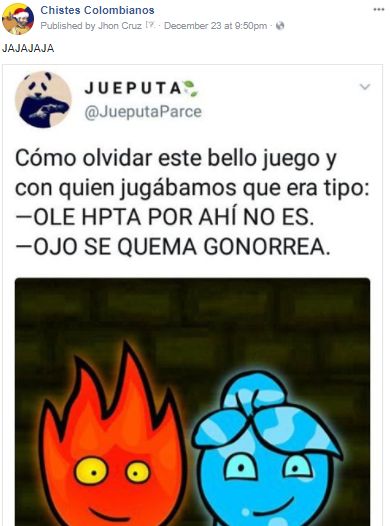 Chistes Colombianos
Published by Jhon Cruz [?] · December 23 at 9:50pm ·
JAJAJAJA
JUEPUTA
@JueputaParce
Cómo olvidar este bello juego y
con quien jugábamos que era tipo:
—OLE HPTA POR AHÍ NO ES.
—OJO SE QUEMA GONORREA.